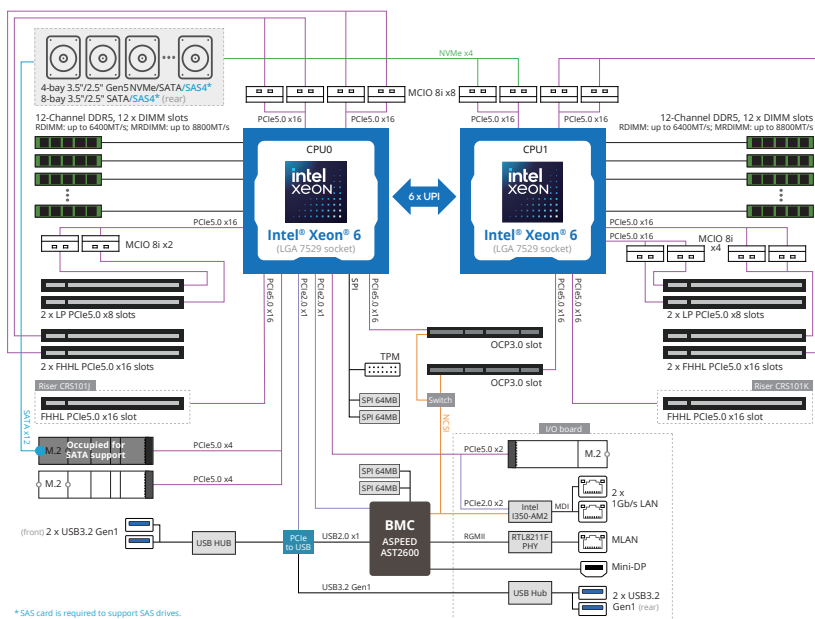 NVMe x4
4-bay 3.5"/2.5" Gen5 NVMe/SATA/SAS4*
8-bay 3.5"/2.5" SATA/SAS4* (rear)
MCIO 8i x8
PCIe5.0 x16
PCIe5.0 x16
PCIe5.0 x16
PCIe5.0 x16
12-Channel DDR5, 12 x DIMM slots
RDIMM: up to 6400MT/s; MRDIMM: up to 8800MT/s
12-Channel DDR5, 12 x DIMM slots
RDIMM: up to 6400MT/s; MRDIMM: up to 8800MT/s
CPU0
intel
XEON
Intel® Xeon® 6
(LGA 7529 socket)
6 x UPI
CPU1
intel
XEON
Intel® Xeon® 6
(LGA 7529 socket)
PCIe5.0 x16
PCIe5.0 x16
PCIe5.0 x16
MCIO 8i x2
MCIO 8i
x4
PCIe5.0 x16
PCIe2.0 x1
PCIe2.0 x1
SPI
PCIe5.0 x16
PCIe5.0 x16
PCIe5.0 x16
2 x LP PCIe5.0 x8 slots
2 x LP PCIe5.0 x8 slots
OCP3.0 slot
2 x FHHL PCIe5.0 x16 slots
TPM
OCP3.0 slot
2 x FHHL PCIe5.0 x16 slots
Riser CRS101J
FHHL PCIe5.0 x16 slot
SPI 64MB
SPI 64MB
Switch
NCSI
Riser CRS101K
FHHL PCIe5.0 x16 slot
SATA x12
M.2
Occupied for
SATA support
PCIe5.0 x4
M.2
PCIe5.0 x4
I/O board
PCIe5.0 x2
M.2
SPI 64MB
SPI 64MB
PCIe2.0 x2
Intel
I350-AM2
MDI
2 x
1Gb/s LAN
BMC
ASPEED
AST2600
(front) 2 x USB3.2 Gen1
USB HUB
PCIe
to USB
USB2.0 x1
RGMII
RTL8211F
PHY
MLAN
Mini-DP
USB3.2 Gen1
USB Hub
2 x USB3.2
Gen1 (rear)
* SAS card is required to support SAS drives.